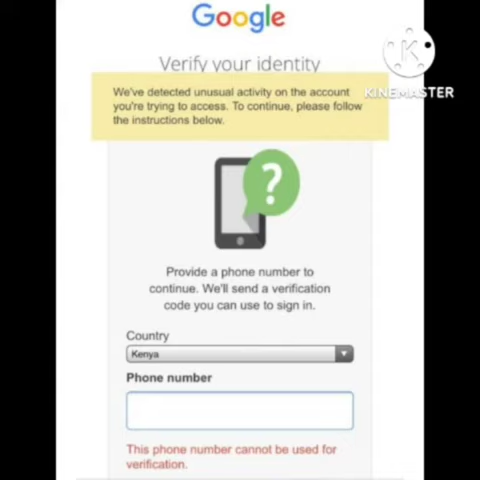 Google
Verify your identity
KINEMASTER
We've detected unusual activity on the account
you're trying to access. To continue, please follow
the instructions below.
?
Provide a phone number to
continue. We'll send a verification
code you can use to sign in.
Country
Kenya
Phone number
This phone number cannot be used for
verification.